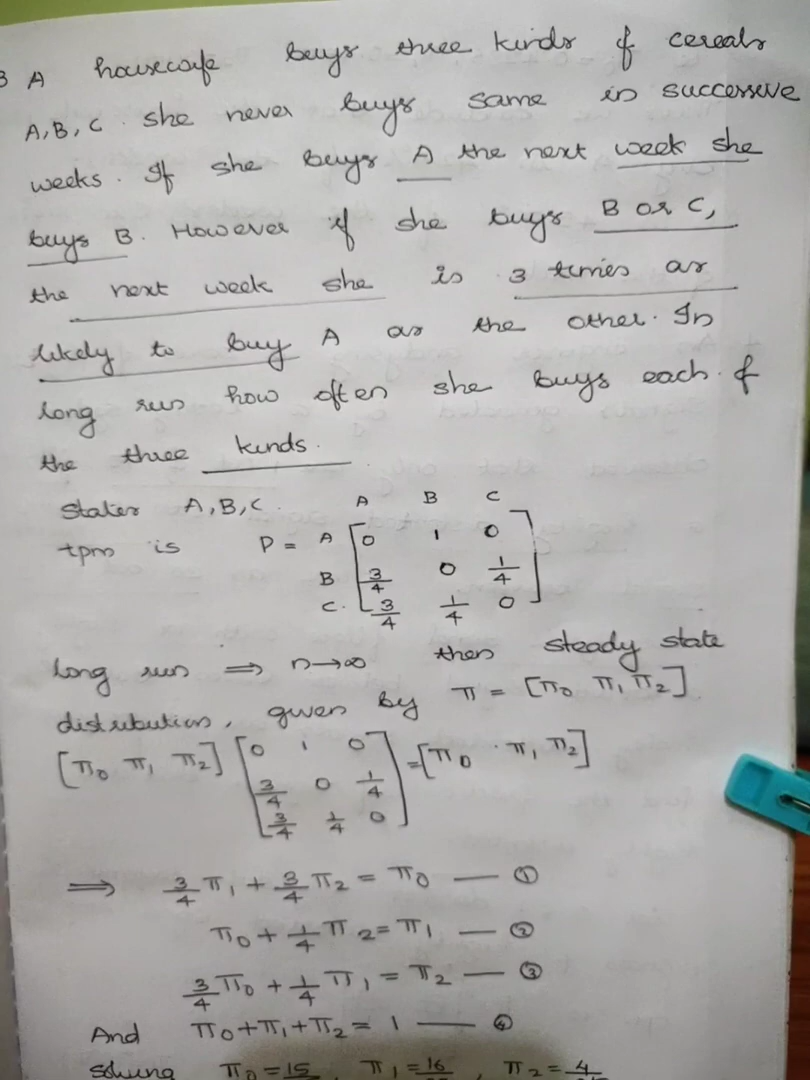 3 A housewife buys three kinds of cereals
A, B, C. she never buys same in successive
weeks. If she buys A the next week she
buys B. However if she buys B or C,
the next week she is 3 times as
likely to buy A as the other. In
long run how often she buys each of
the three kinds.
States A, B, C. A B C
tpm is P = A [0 1 0
B 3/4 0 1/4
C. 3/4 1/4 0]
long run ⟹ n→∞ then steady state
distribution, given by π = [π₀ π₁ π₂]
[π₀ π₁ π₂] [0 1 0
3/4 0 1/4
3/4 1/4 0] = [π₀ π₁ π₂]
⟹ 3/4 π₁ + 3/4 π₂ = π₀ — ①
π₀ + 1/4 π₂ = π₁ — ②
3/4 π₀ + 1/4 π₁ = π₂ — ③
And π₀ + π₁ + π₂ = 1 — ④
Solving π₀ = 15, π₁ = 16, π₂ = 4